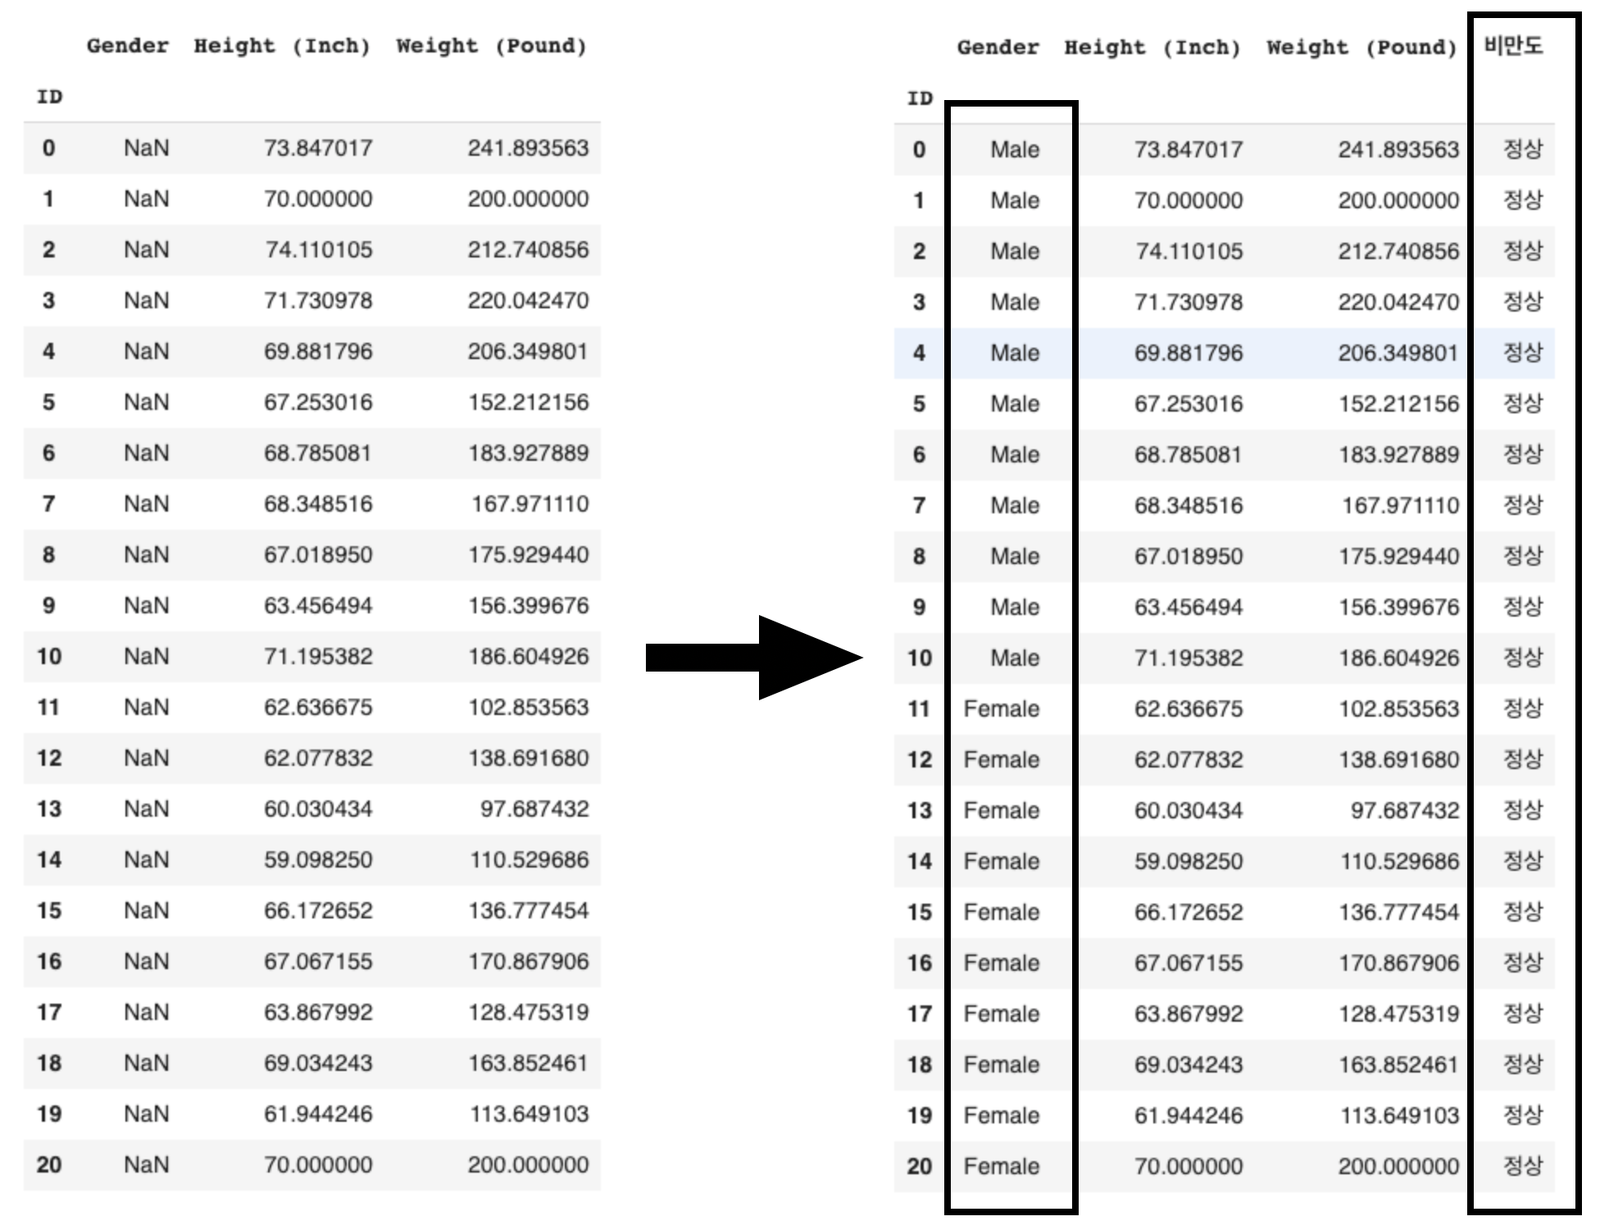 Gender Height (Inch) Weight (Pound)
ID
0 NaN 73.847017 241.893563
1 NaN 70.000000 200.000000
2 NaN 74.110105 212.740856
3 NaN 71.730978 220.042470
4 NaN 69.881796 206.349801
5 NaN 67.253016 152.212156
6 NaN 68.785081 183.927889
7 NaN 68.348516 167.971110
8 NaN 67.018950 175.929440
9 NaN 63.456494 156.399676
10 NaN 71.195382 186.604926
11 NaN 62.636675 102.853563
12 NaN 62.077832 138.691680
13 NaN 60.030434 97.687432
14 NaN 59.098250 110.529686
15 NaN 66.172652 136.777454
16 NaN 67.067155 170.867906
17 NaN 63.867992 128.475319
18 NaN 69.034243 163.852461
19 NaN 61.944246 113.649103
20 NaN 70.000000 200.000000
Gender Height (Inch) Weight (Pound) 비만도
ID
0 Male 73.847017 241.893563 정상
1 Male 70.000000 200.000000 정상
2 Male 74.110105 212.740856 정상
3 Male 71.730978 220.042470 정상
4 Male 69.881796 206.349801 정상
5 Male 67.253016 152.212156 정상
6 Male 68.785081 183.927889 정상
7 Male 68.348516 167.971110 정상
8 Male 67.018950 175.929440 정상
9 Male 63.456494 156.399676 정상
10 Male 71.195382 186.604926 정상
11 Female 62.636675 102.853563 정상
12 Female 62.077832 138.691680 정상
13 Female 60.030434 97.687432 정상
14 Female 59.098250 110.529686 정상
15 Female 66.172652 136.777454 정상
16 Female 67.067155 170.867906 정상
17 Female 63.867992 128.475319 정상
18 Female 69.034243 163.852461 정상
19 Female 61.944246 113.649103 정상
20 Female 70.000000 200.000000 정상